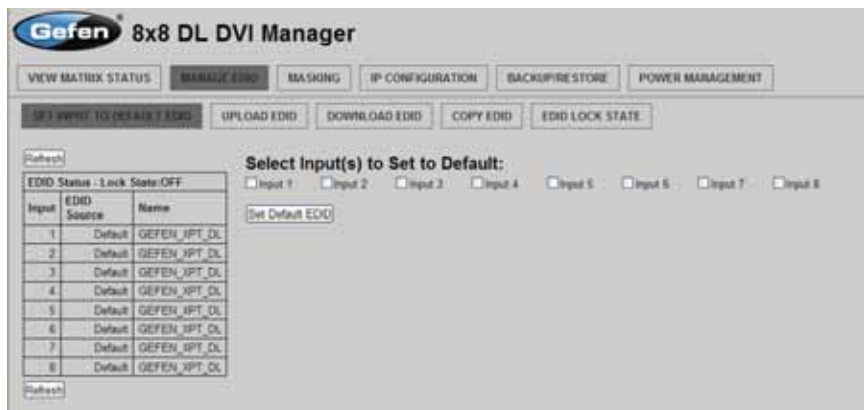 Gefen 8x8 DL DVI Manager
VIEW MATRIX STATUS MANAGE EDID MASKING IP CONFIGURATION BACKUP/RESTORE POWER MANAGEMENT
SET INPUT TO DEFAULT EDID UPLOAD EDID DOWNLOAD EDID COPY EDID EDID LOCK STATE
Refresh
EDID Status - Lock State:OFF
Input EDID Source Name
1 Default GEFEN_XPT_DL
2 Default GEFEN_XPT_DL
3 Default GEFEN_XPT_DL
4 Default GEFEN_XPT_DL
5 Default GEFEN_XPT_DL
6 Default GEFEN_XPT_DL
7 Default GEFEN_XPT_DL
8 Default GEFEN_XPT_DL
Refresh
Select Input(s) to Set to Default:
Input 1 Input 2 Input 3 Input 4 Input 5 Input 6 Input 7 Input 8
Set Default EDID